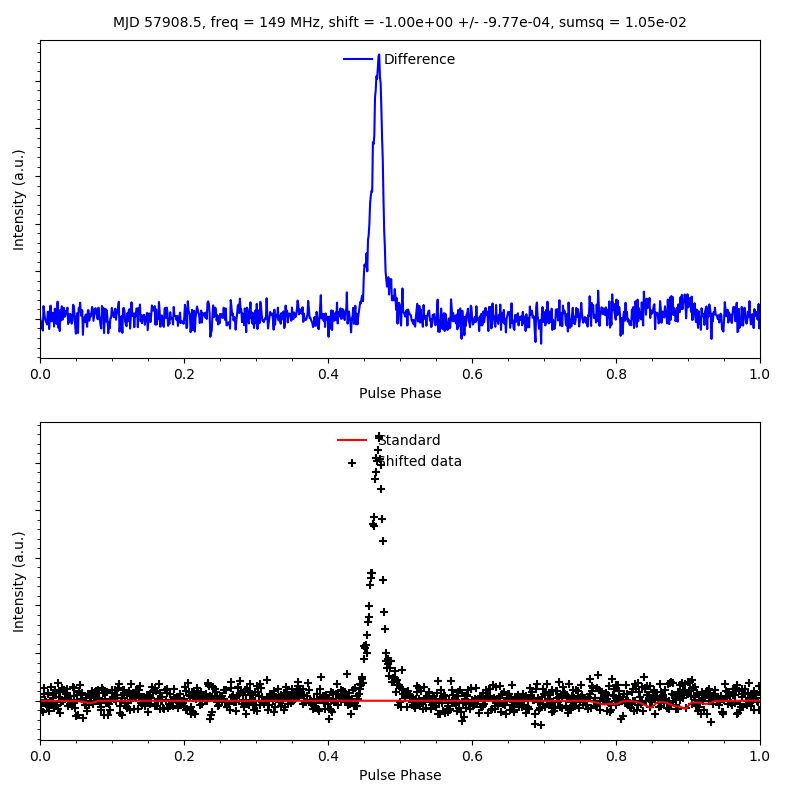 MJD 57908.5, freq = 149 MHz, shift = -1.00e+00 +/- -9.77e-04, sumsq = 1.05e-02
Difference
Intensity (a.u.)
0.0 0.2 0.4 0.6 0.8 1.0
Pulse Phase
Standard
Shifted data
Intensity (a.u.)
0.0 0.2 0.4 0.6 0.8 1.0
Pulse Phase